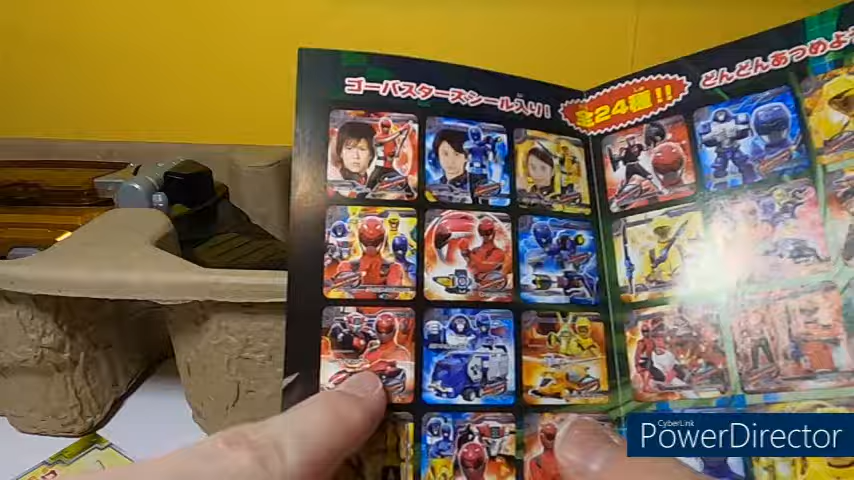 ゴーバスターズシール入り!
全24種!!
どんどんあつめよ
CyberLink
PowerDirector